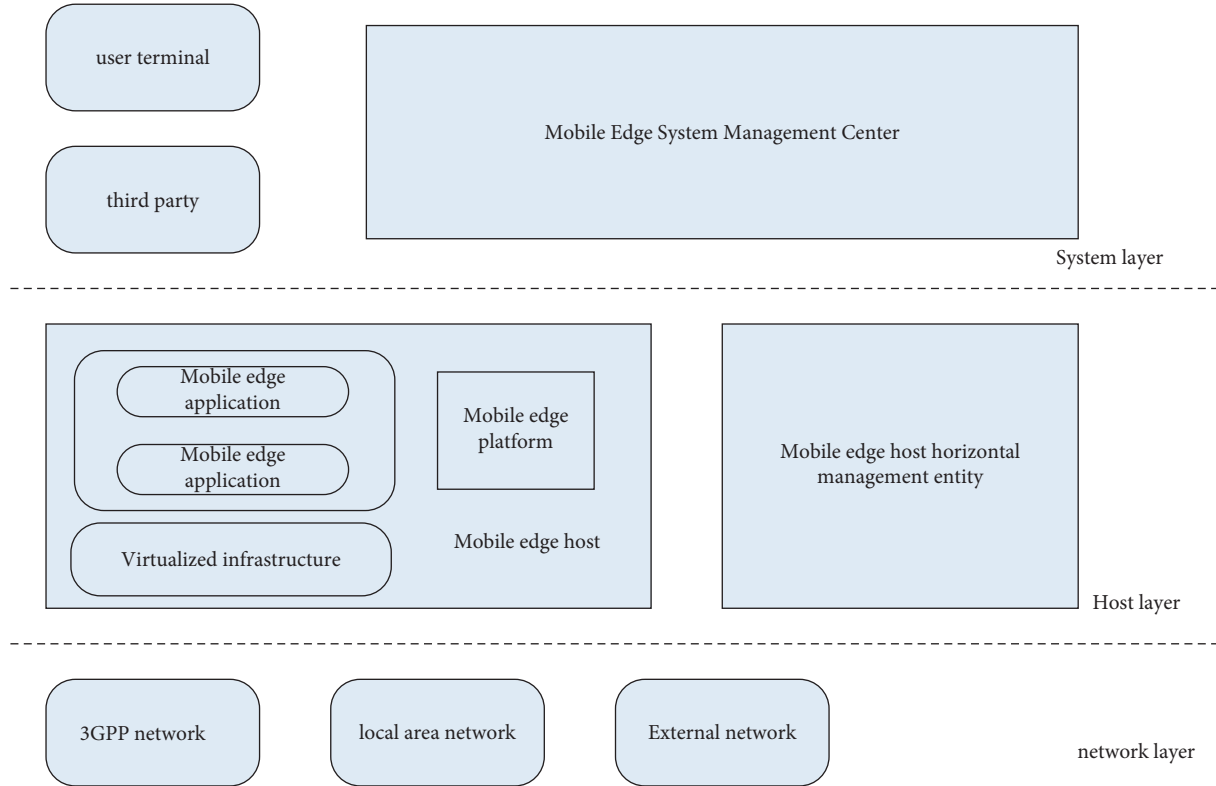 user terminal
Mobile Edge System Management Center
third party
System layer
Mobile edge
application
Mobile edge
application
Mobile edge
platform
Mobile edge host horizontal
management entity
Virtualized infrastructure
Mobile edge host
Host layer
3GPP network
local area network
External network
network layer